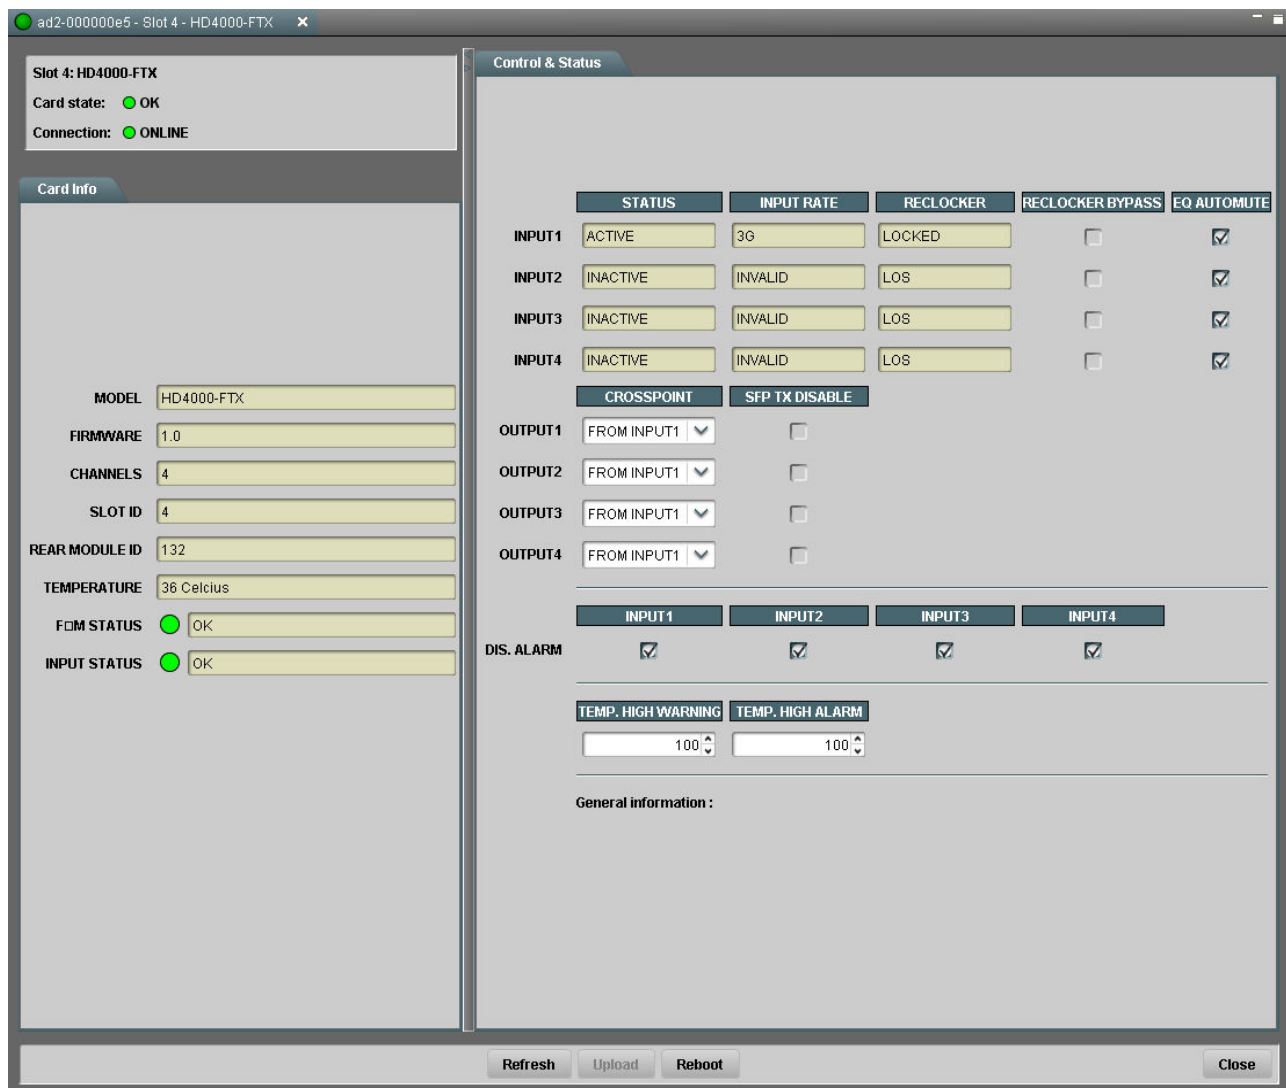 ad2-000000e5 - Slot 4 - HD4000-FTX
Slot 4: HD4000-FTX
Card state: OK
Connection: ONLINE
Card Info
MODEL HD4000-FTX
FIRMWARE 1.0
CHANNELS 4
SLOT ID 4
REAR MODULE ID 132
TEMPERATURE 36 Celcius
F□M STATUS OK
INPUT STATUS OK
Control & Status
STATUS INPUT RATE RECLOCKER RECLOCKER BYPASS EQ AUTOMUTE
INPUT1 ACTIVE 3G LOCKED
INPUT2 INACTIVE INVALID LOS
INPUT3 INACTIVE INVALID LOS
INPUT4 INACTIVE INVALID LOS
CROSSPOINT SFP TX DISABLE
OUTPUT1 FROM INPUT1
OUTPUT2 FROM INPUT1
OUTPUT3 FROM INPUT1
OUTPUT4 FROM INPUT1
INPUT1 INPUT2 INPUT3 INPUT4
DIS. ALARM
TEMP. HIGH WARNING TEMP. HIGH ALARM
100 100
General information :
Refresh Upload Reboot Close